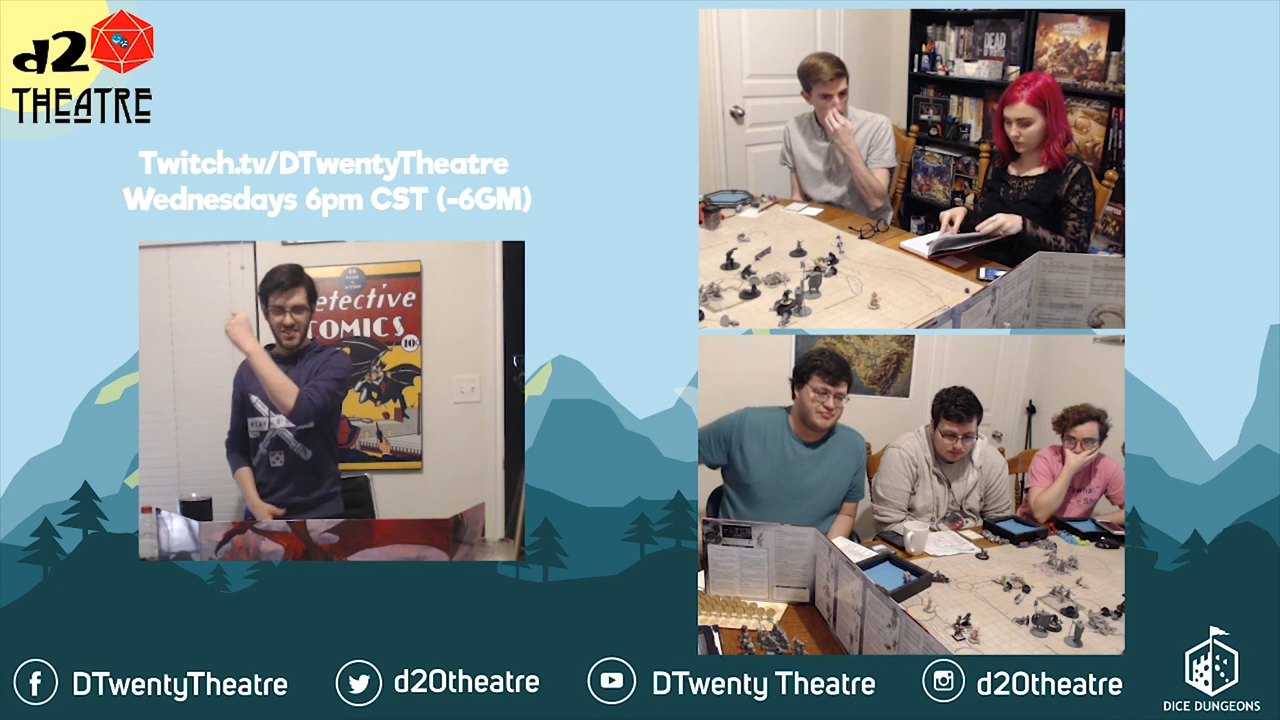 d20
THEATRE
Twitch.tv/DTwentyTheatre
Wednesdays 6pm CST (-6GM)
Detective
COMICS
10¢
DEAD
DTwentyTheatre
d20theatre
DTwenty Theatre
d20theatre
DICE DUNGEONS